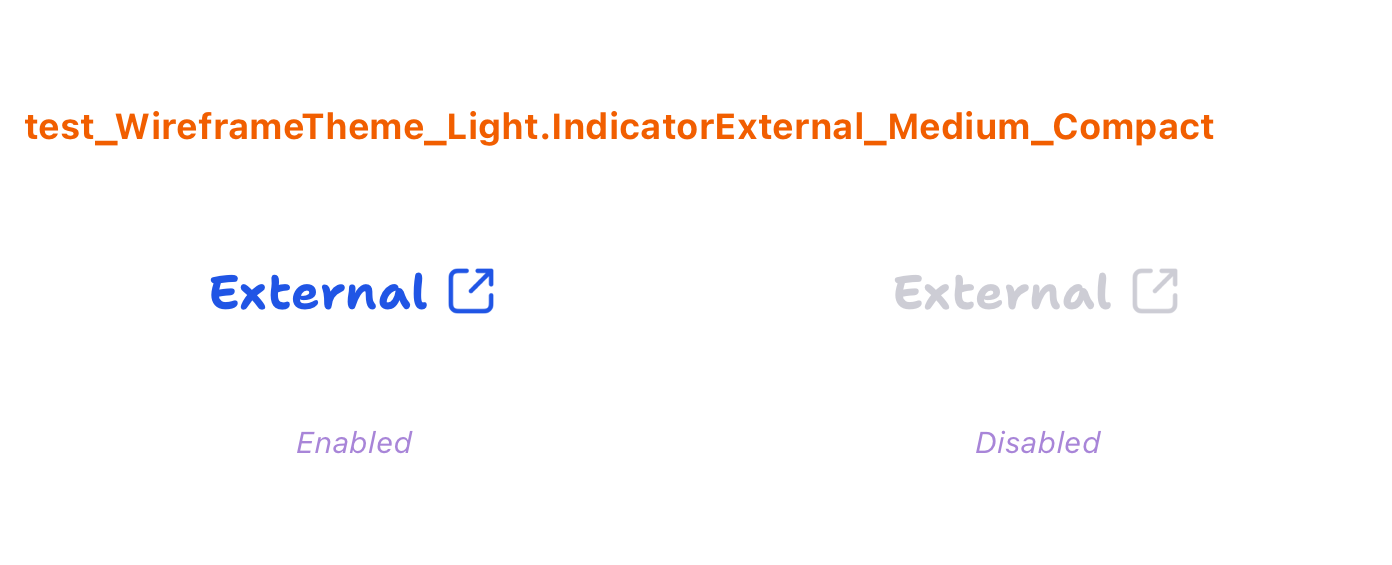 test_WireframeTheme_Light.IndicatorExternal_Medium_Compact
External
External
Enabled
Disabled